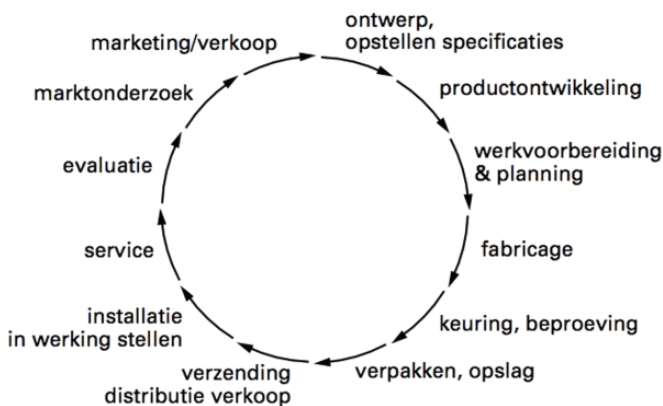 marketing/verkoop
ontwerp,
opstellen specificaties
productontwikkeling
werkvoorbereiding
& planning
fabricage
keuring, beproeving
verpakken, opslag
verzending
distributie verkoop
installatie
in werking stellen
service
evaluatie
marktonderzoek